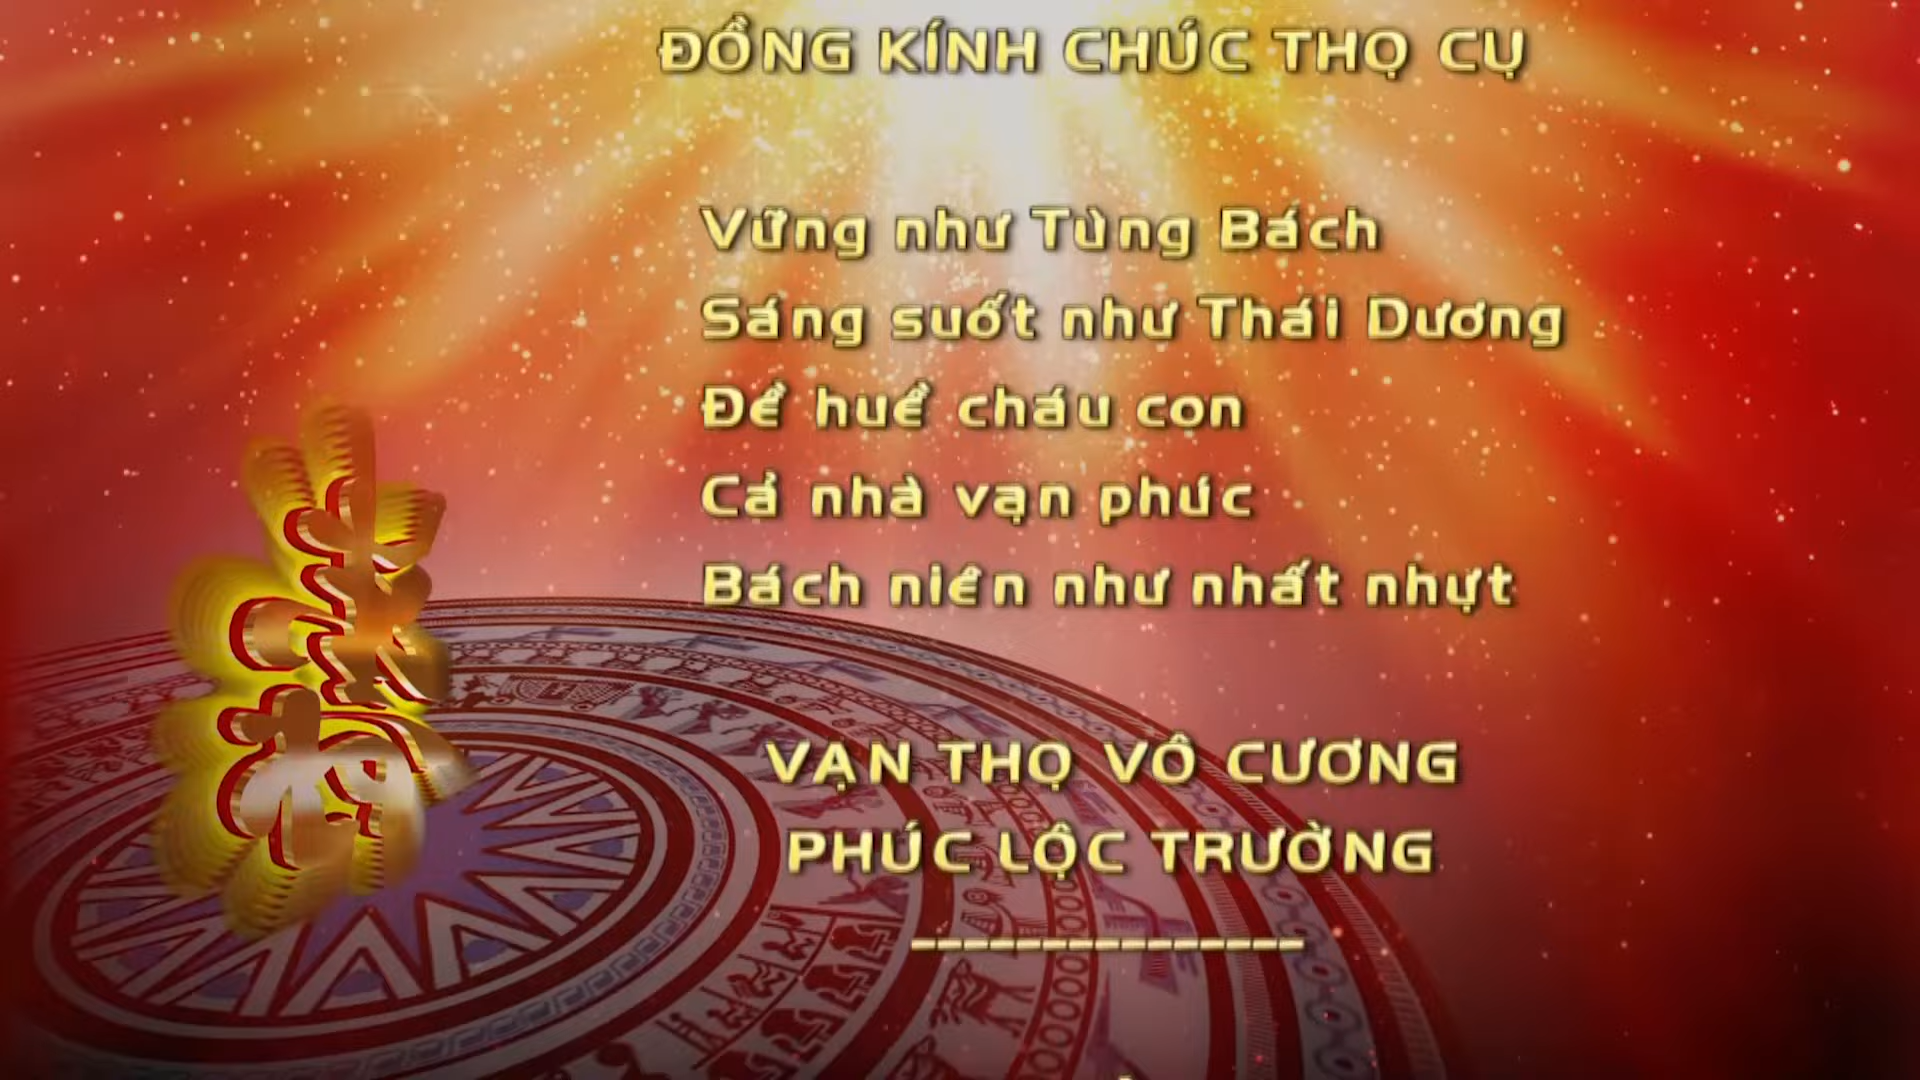 ĐỒNG KÍNH CHÚC THỌ CỤ
Vững như Tùng Bách
Sáng suốt như Thái Dương
Để huề cháu con
Cả nhà vạn phúc
Bách niên như nhất nhựt
VẠN THỌ VÔ CƯƠNG
PHÚC LỘC TRƯỜNG
---------------